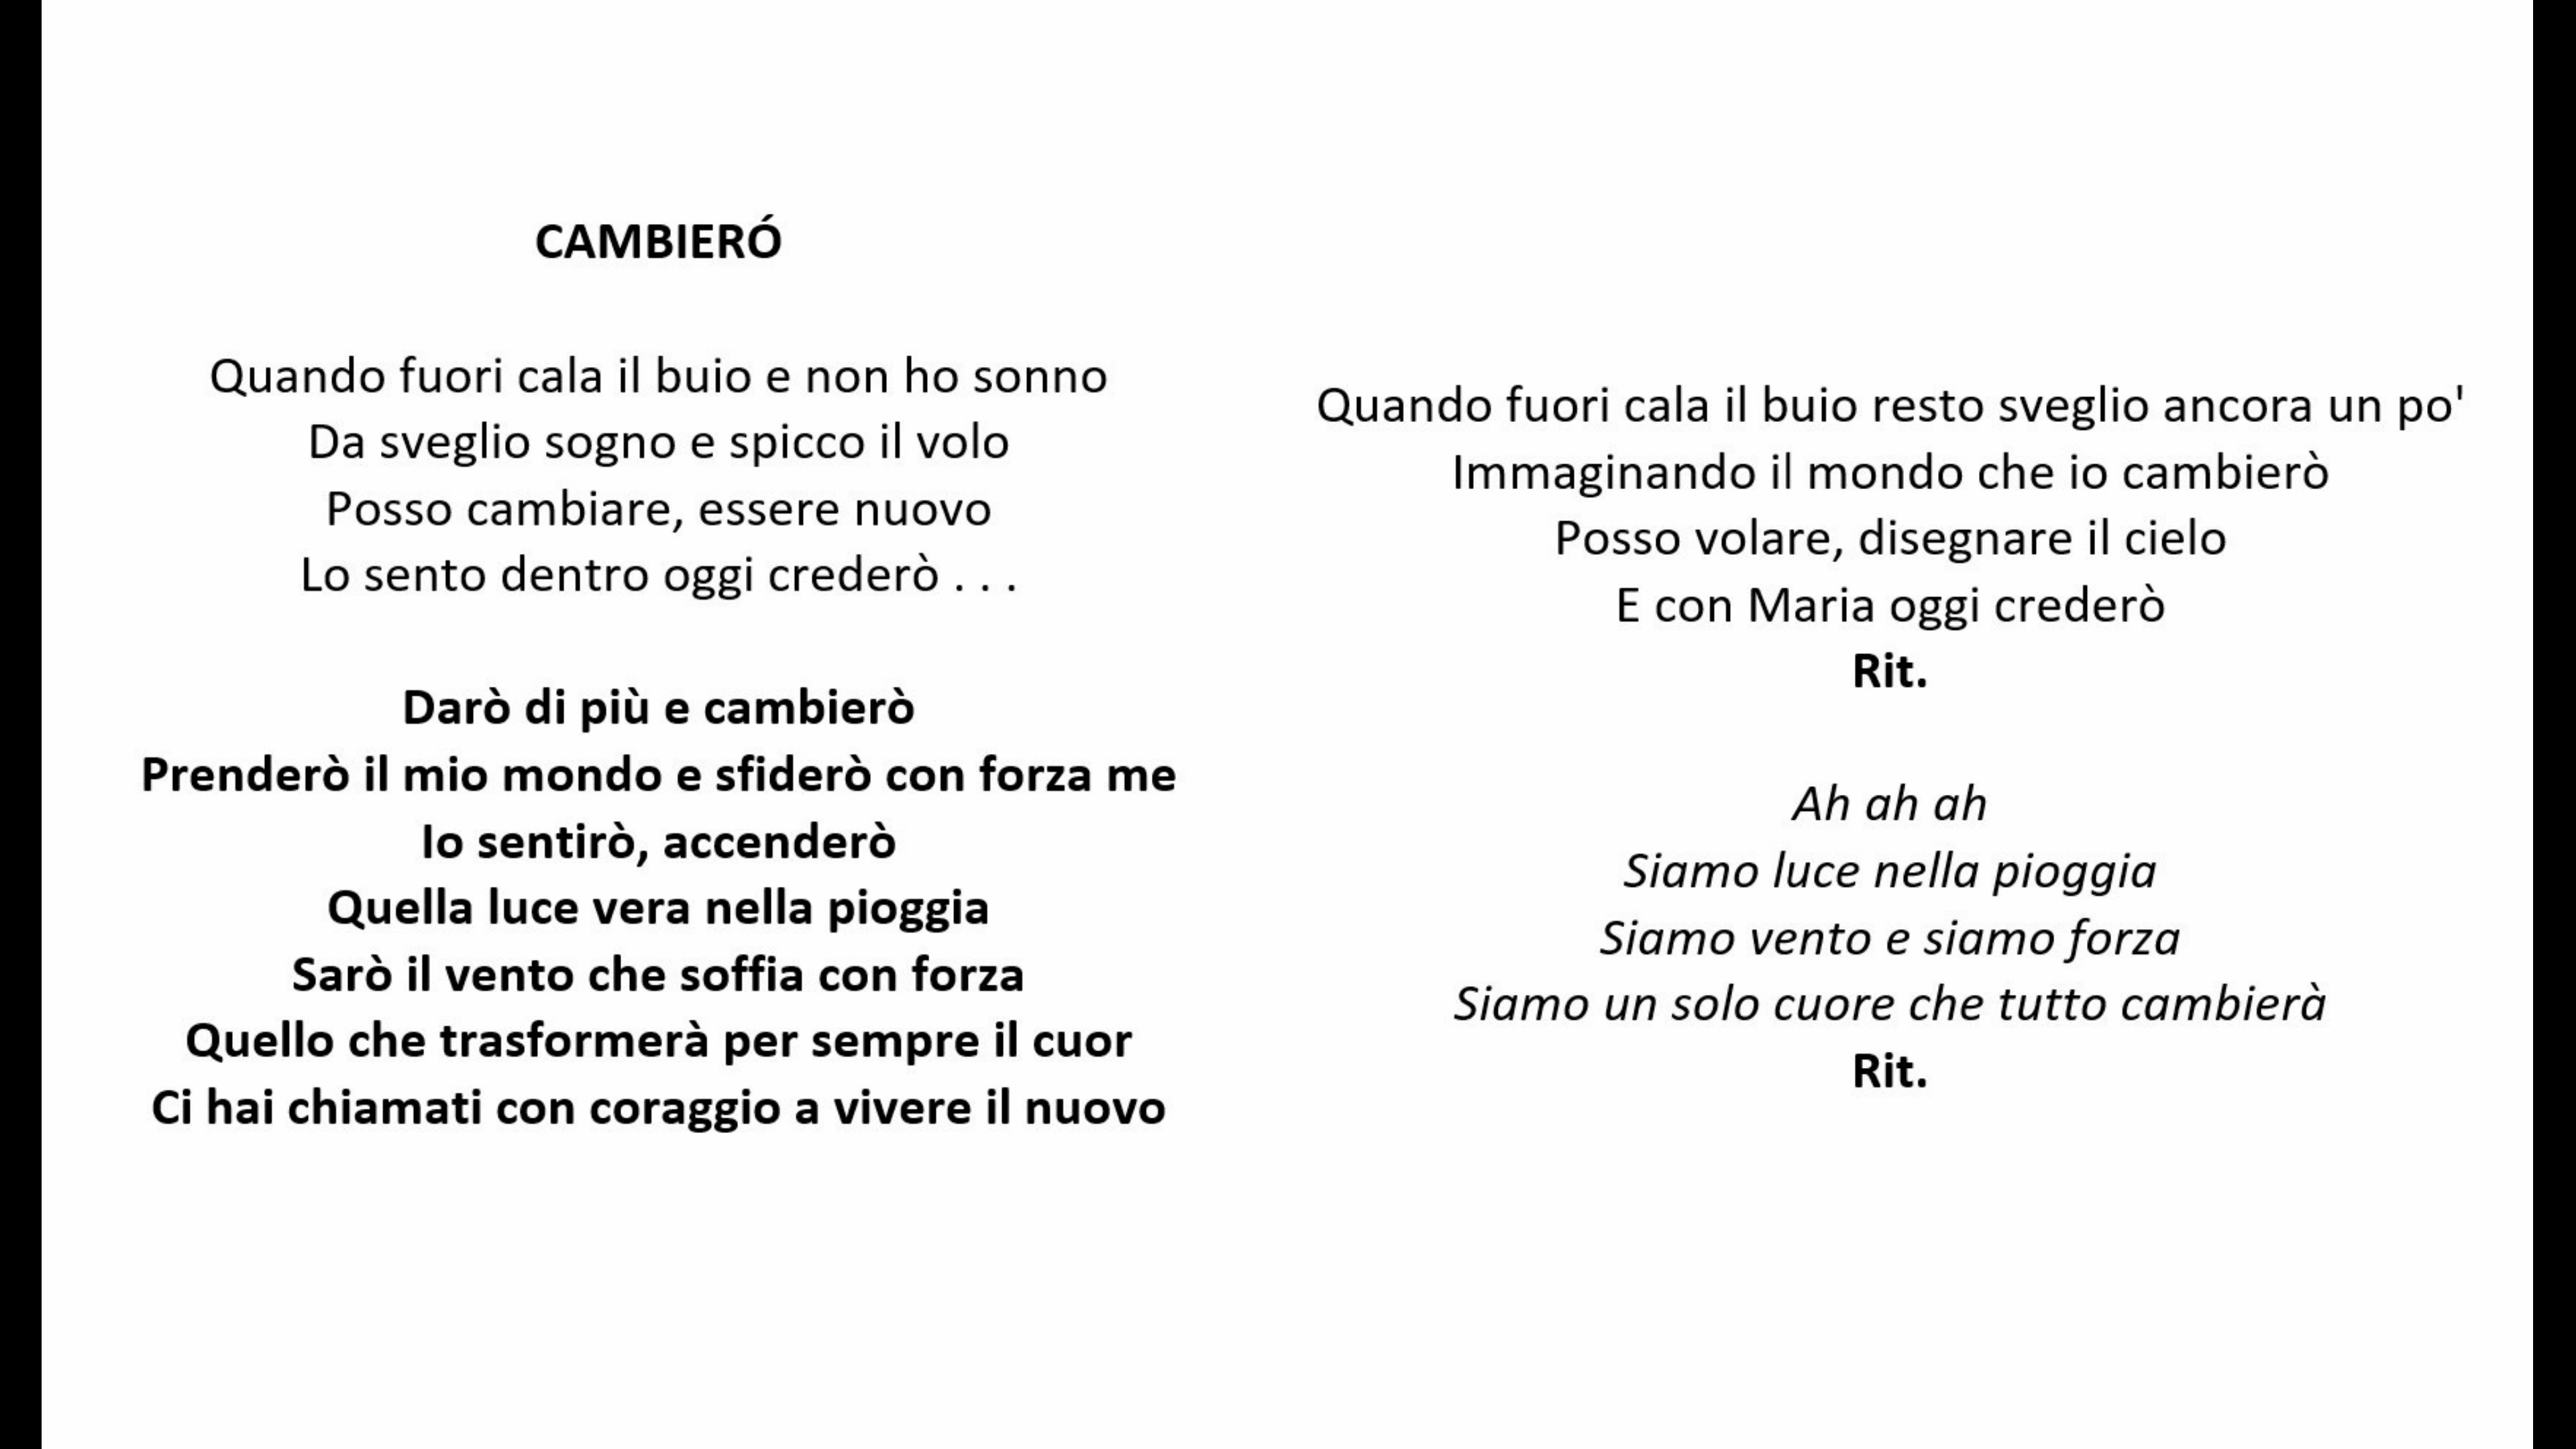 CAMBIERÓ
Quando fuori cala il buio e non ho sonno
Da sveglio sogno e spicco il volo
Posso cambiare, essere nuovo
Lo sento dentro oggi crederò . . .
Darò di più e cambierò
Prenderò il mio mondo e sfiderò con forza me
Io sentirò, accenderò
Quella luce vera nella pioggia
Sarò il vento che soffia con forza
Quello che trasformerà per sempre il cuor
Ci hai chiamati con coraggio a vivere il nuovo
Quando fuori cala il buio resto sveglio ancora un po'
Immaginando il mondo che io cambierò
Posso volare, disegnare il cielo
E con Maria oggi crederò
Rit.
Ah ah ah
Siamo luce nella pioggia
Siamo vento e siamo forza
Siamo un solo cuore che tutto cambierà
Rit.